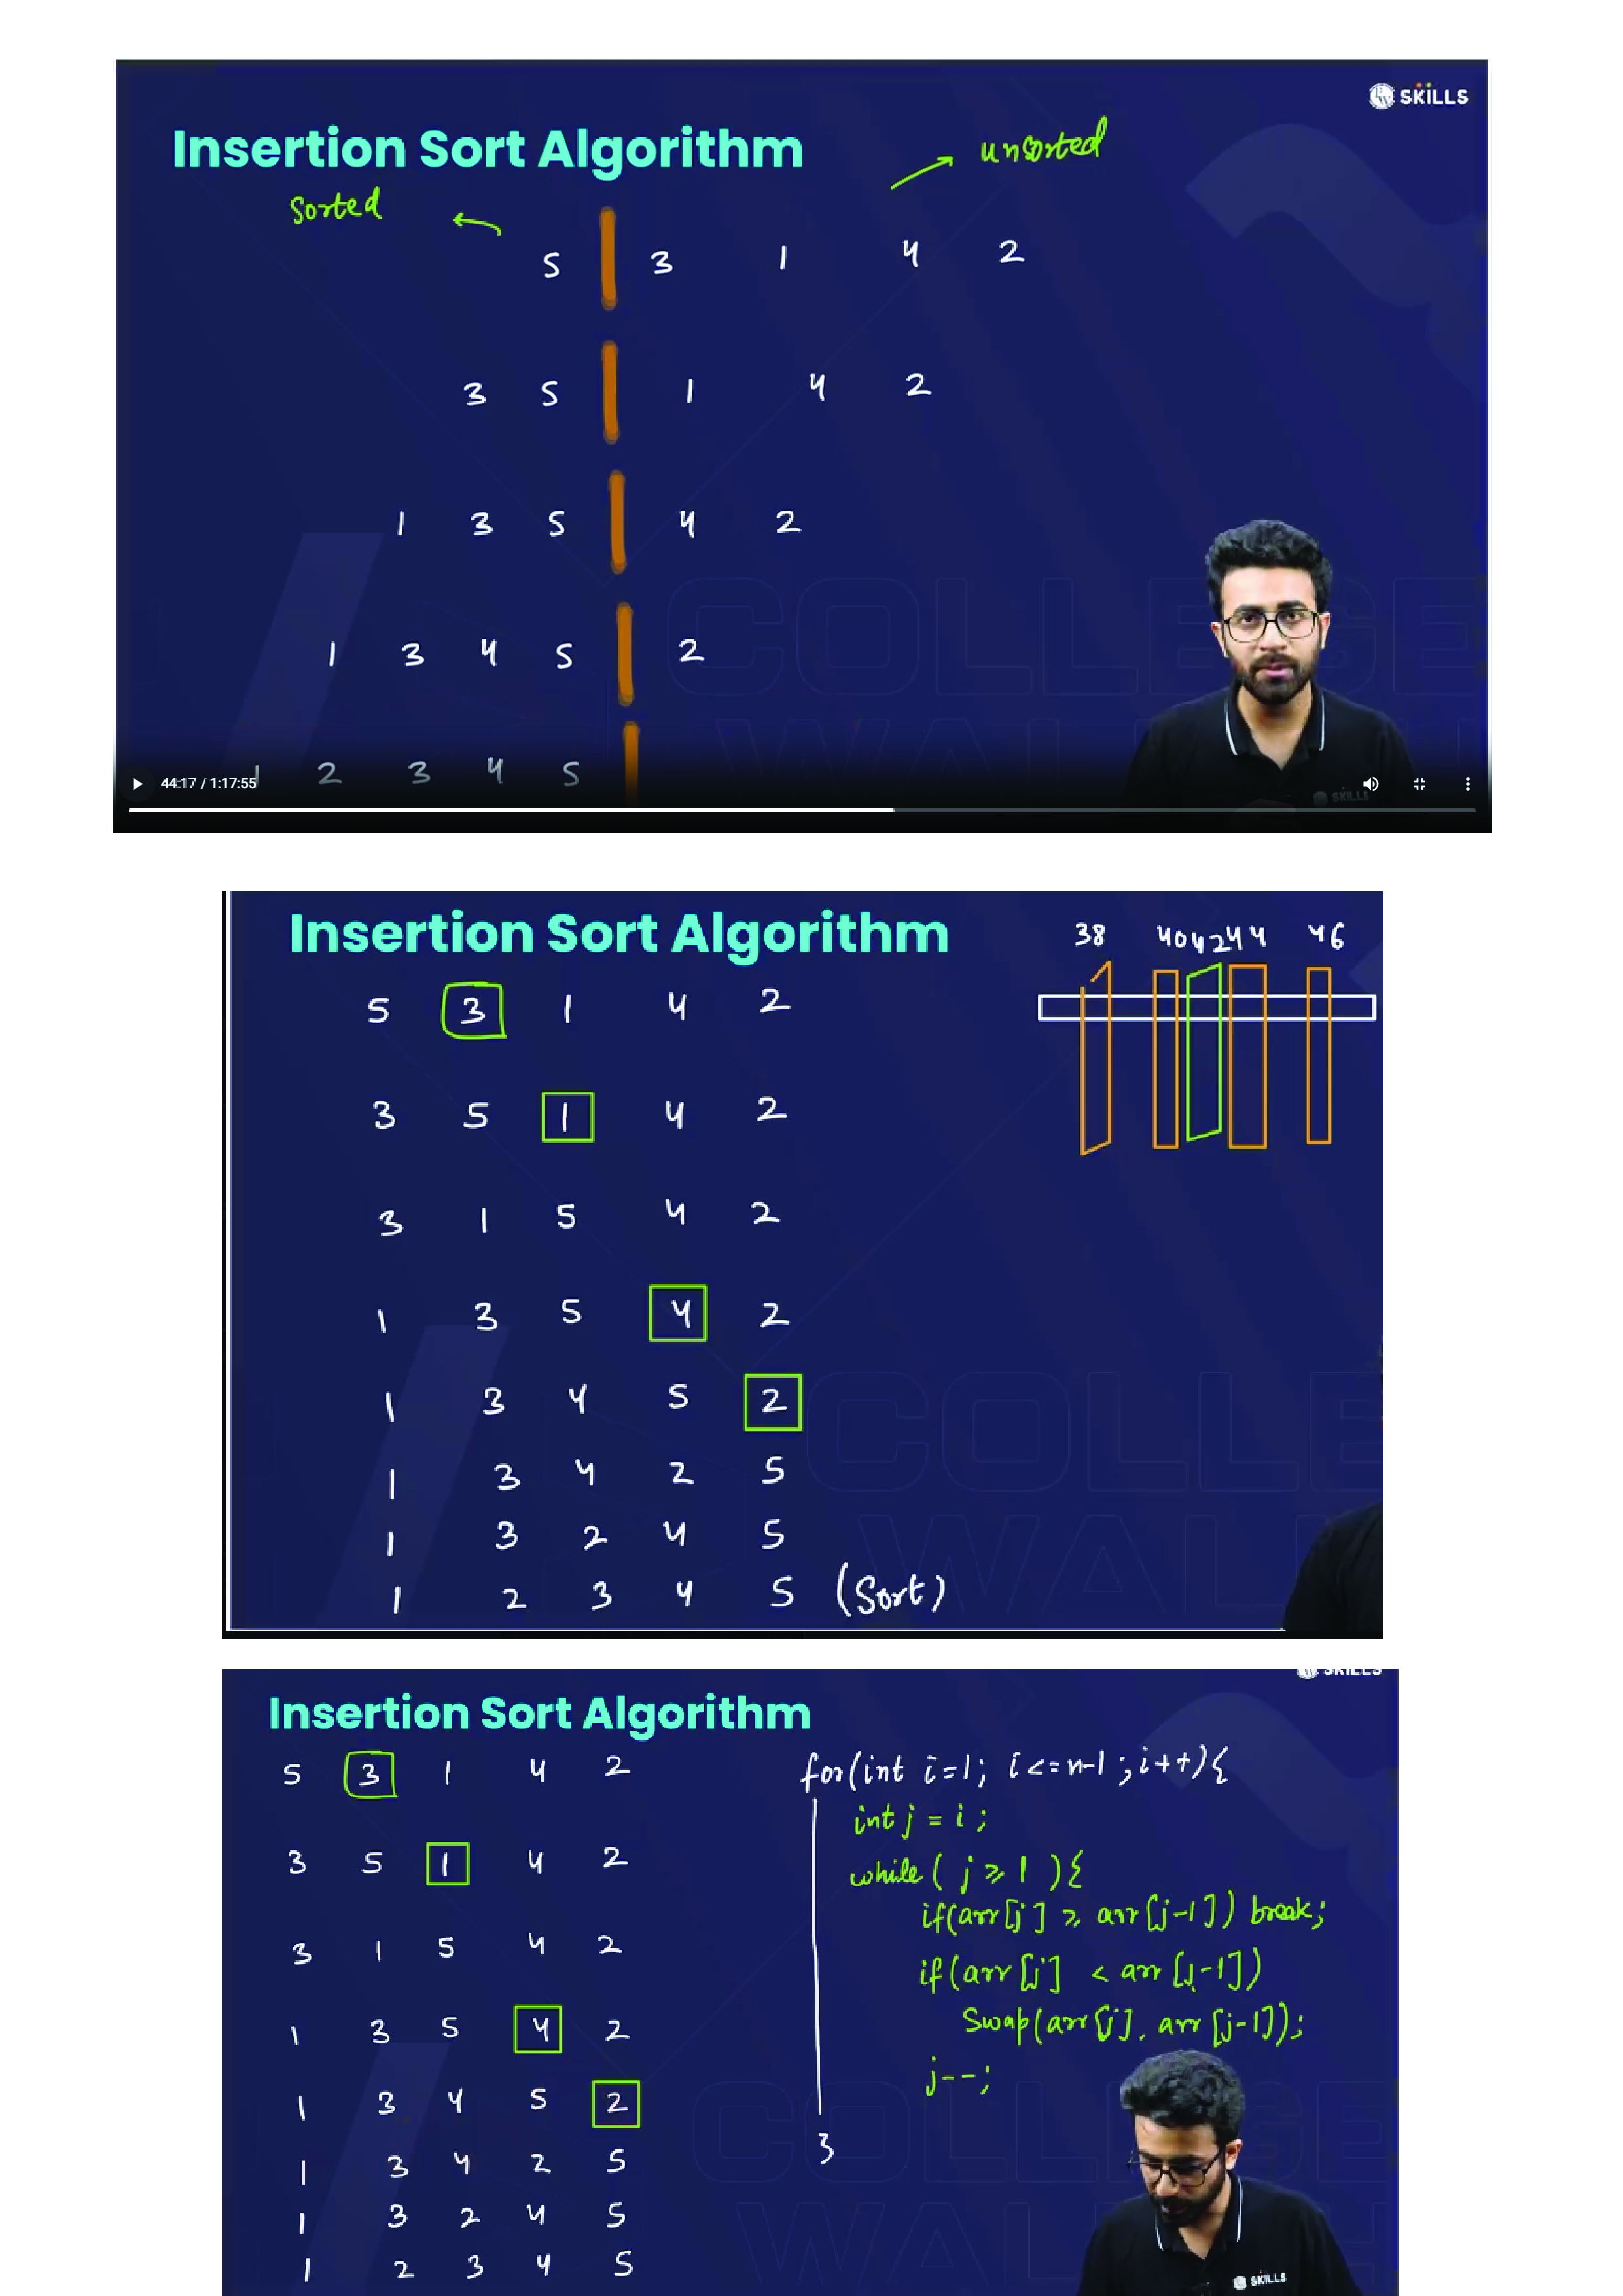 SKILLS
Insertion Sort Algorithm
unsorted
Sorted
5 3 1 4 2
3 5 1 4 2
1 3 5 4 2
1 3 4 5 2
1 2 3 4 5
44:17 / 1:17:55
SKILLS
COLLEGE
WALLAH
Insertion Sort Algorithm
38 40 42 44 46
5 3 1 4 2
3 5 1 4 2
3 1 5 4 2
1 3 5 4 2
1 3 4 5 2
1 3 4 2 5
1 3 2 4 5
1 2 3 4 5 (Sort)
COLLE
WAL
SKILLS
Insertion Sort Algorithm
5 3 1 4 2
3 5 1 4 2
3 1 5 4 2
1 3 5 4 2
1 3 4 5 2
1 3 4 2 5
1 3 2 4 5
1 2 3 4 5
for(int i=1; i<=n-1; i++){
int j = i;
while( j ⩾ 1 ){
if(arr[j] ⩾ arr[j-1]) break;
if(arr[j] < arr[j-1])
Swap(arr[j], arr[j-1]);
j--;
}
SKILLS